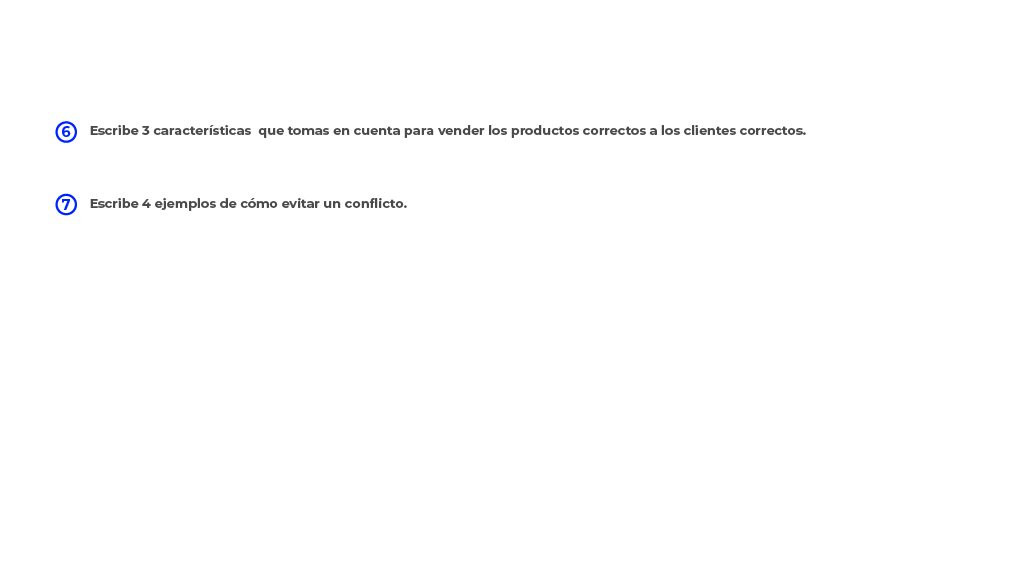 6 Escribe 3 características que tomas en cuenta para vender los productos correctos a los clientes correctos.
7 Escribe 4 ejemplos de cómo evitar un conflicto.